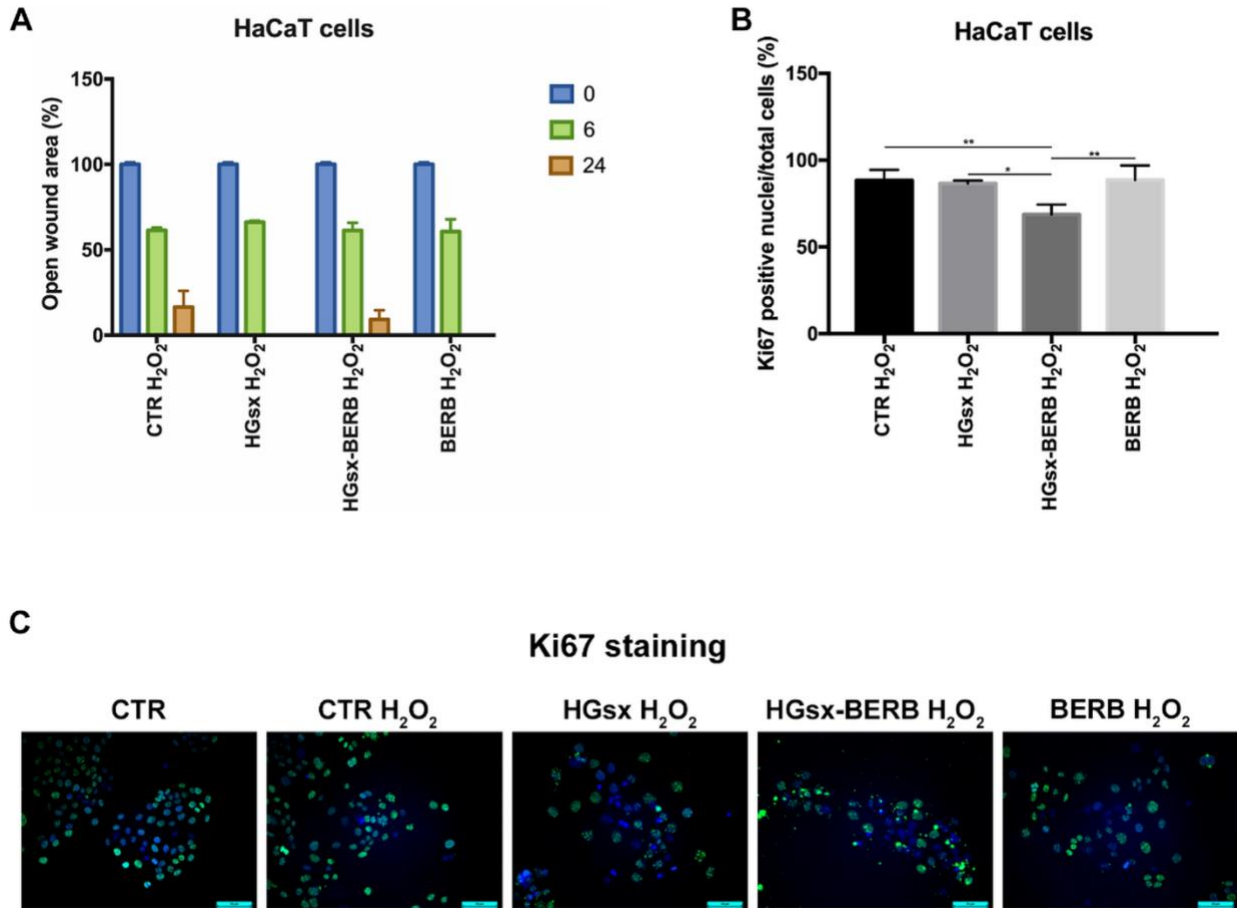 A
HaCaT cells
Open wound area (%)
150
100
50
0
0
6
24
CTR H₂O₂
HGsx H₂O₂
HGsx-BERB H₂O₂
BERB H₂O₂
B
HaCaT cells
Ki67 positive nuclei/total cells (%)
150
100
50
0
**
*
**
CTR H₂O₂
HGsx H₂O₂
HGsx-BERB H₂O₂
BERB H₂O₂
C
Ki67 staining
CTR
CTR H₂O₂
HGsx H₂O₂
HGsx-BERB H₂O₂
BERB H₂O₂